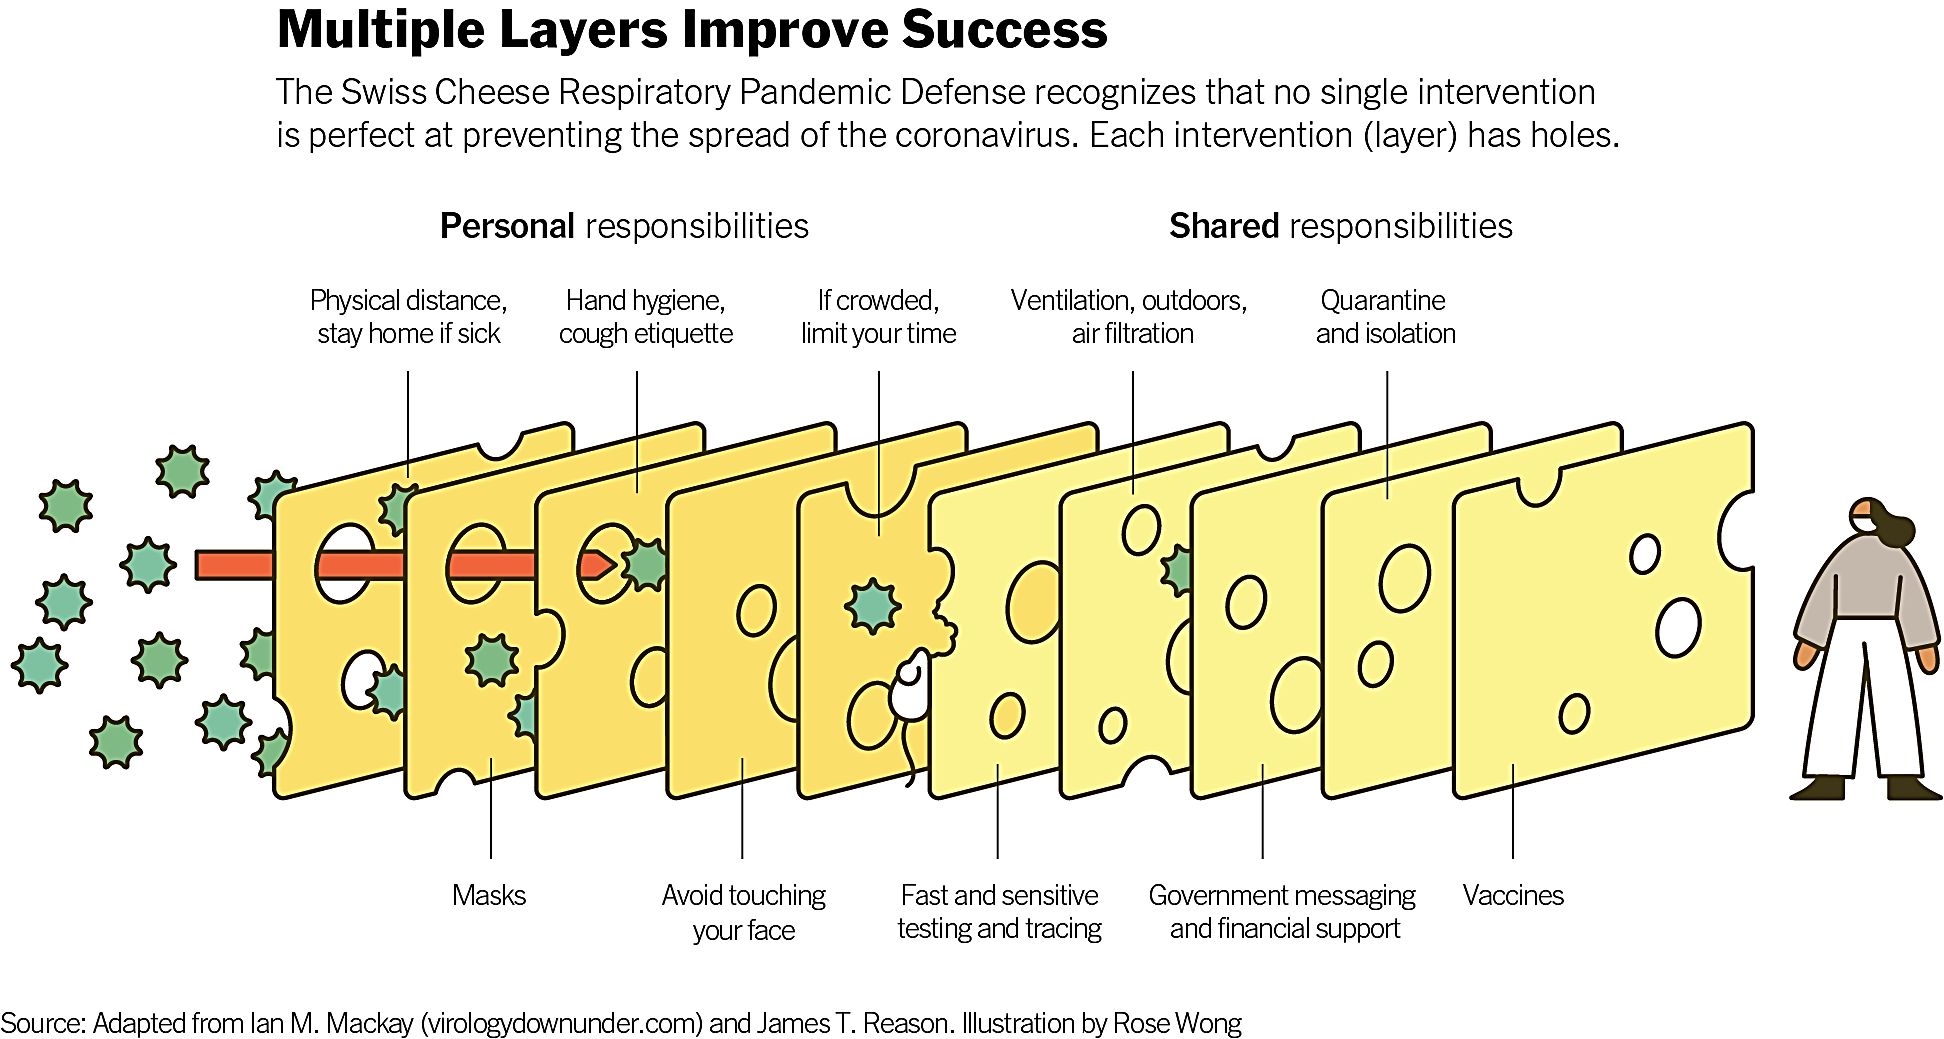 Multiple Layers Improve Success
The Swiss Cheese Respiratory Pandemic Defense recognizes that no single intervention
is perfect at preventing the spread of the coronavirus. Each intervention (layer) has holes.
Personal responsibilities
Shared responsibilities
Physical distance,
stay home if sick
Hand hygiene,
cough etiquette
If crowded,
limit your time
Ventilation, outdoors,
air filtration
Quarantine
and isolation
Masks
Avoid touching
your face
Fast and sensitive
testing and tracing
Government messaging
and financial support
Vaccines
Source: Adapted from Ian M. Mackay (virologydownunder.com) and James T. Reason. Illustration by Rose Wong